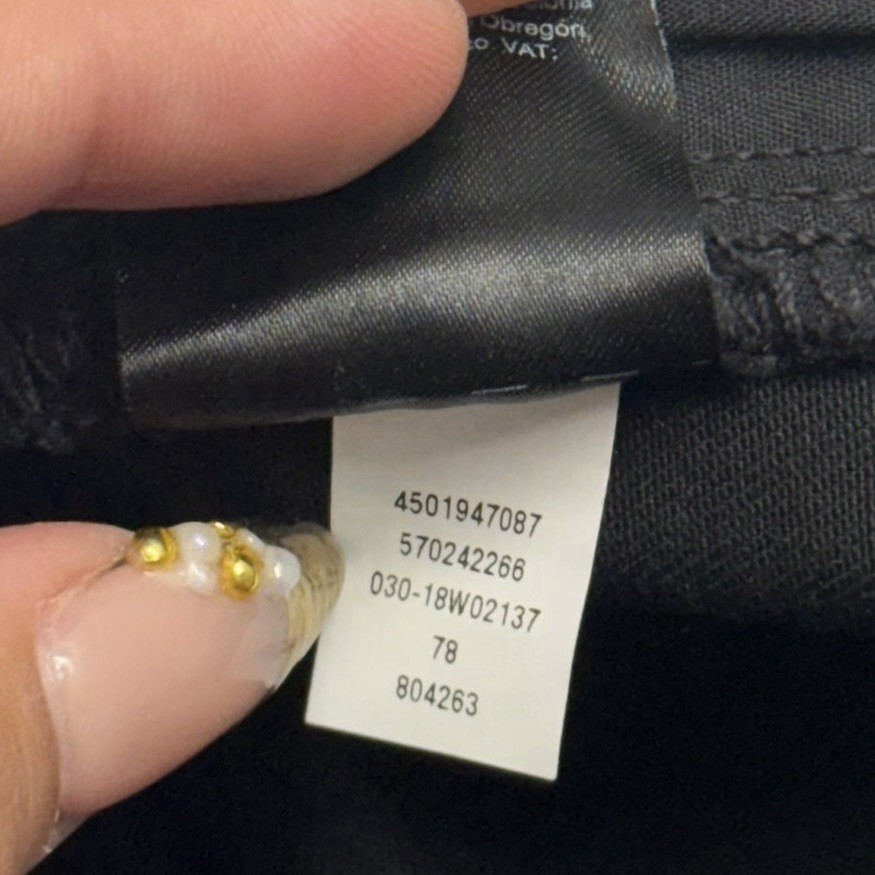 Obregón,
VAT:
4501947087
570242266
030-18W02137
78
804263